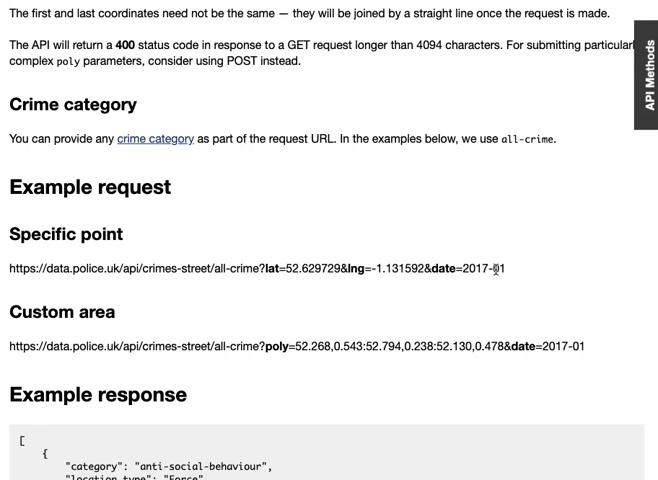 The first and last coordinates need not be the same — they will be joined by a straight line once the request is made.
The API will return a 400 status code in response to a GET request longer than 4094 characters. For submitting particularl
complex poly parameters, consider using POST instead.
API Methods
Crime category
You can provide any crime category as part of the request URL. In the examples below, we use all-crime.
Example request
Specific point
https://data.police.uk/api/crimes-street/all-crime?lat=52.629729&lng=-1.131592&date=2017-01
Custom area
https://data.police.uk/api/crimes-street/all-crime?poly=52.268,0.543:52.794,0.238:52.130,0.478&date=2017-01
Example response
[
{
"category": "anti-social-behaviour",
"location_type": "Force",